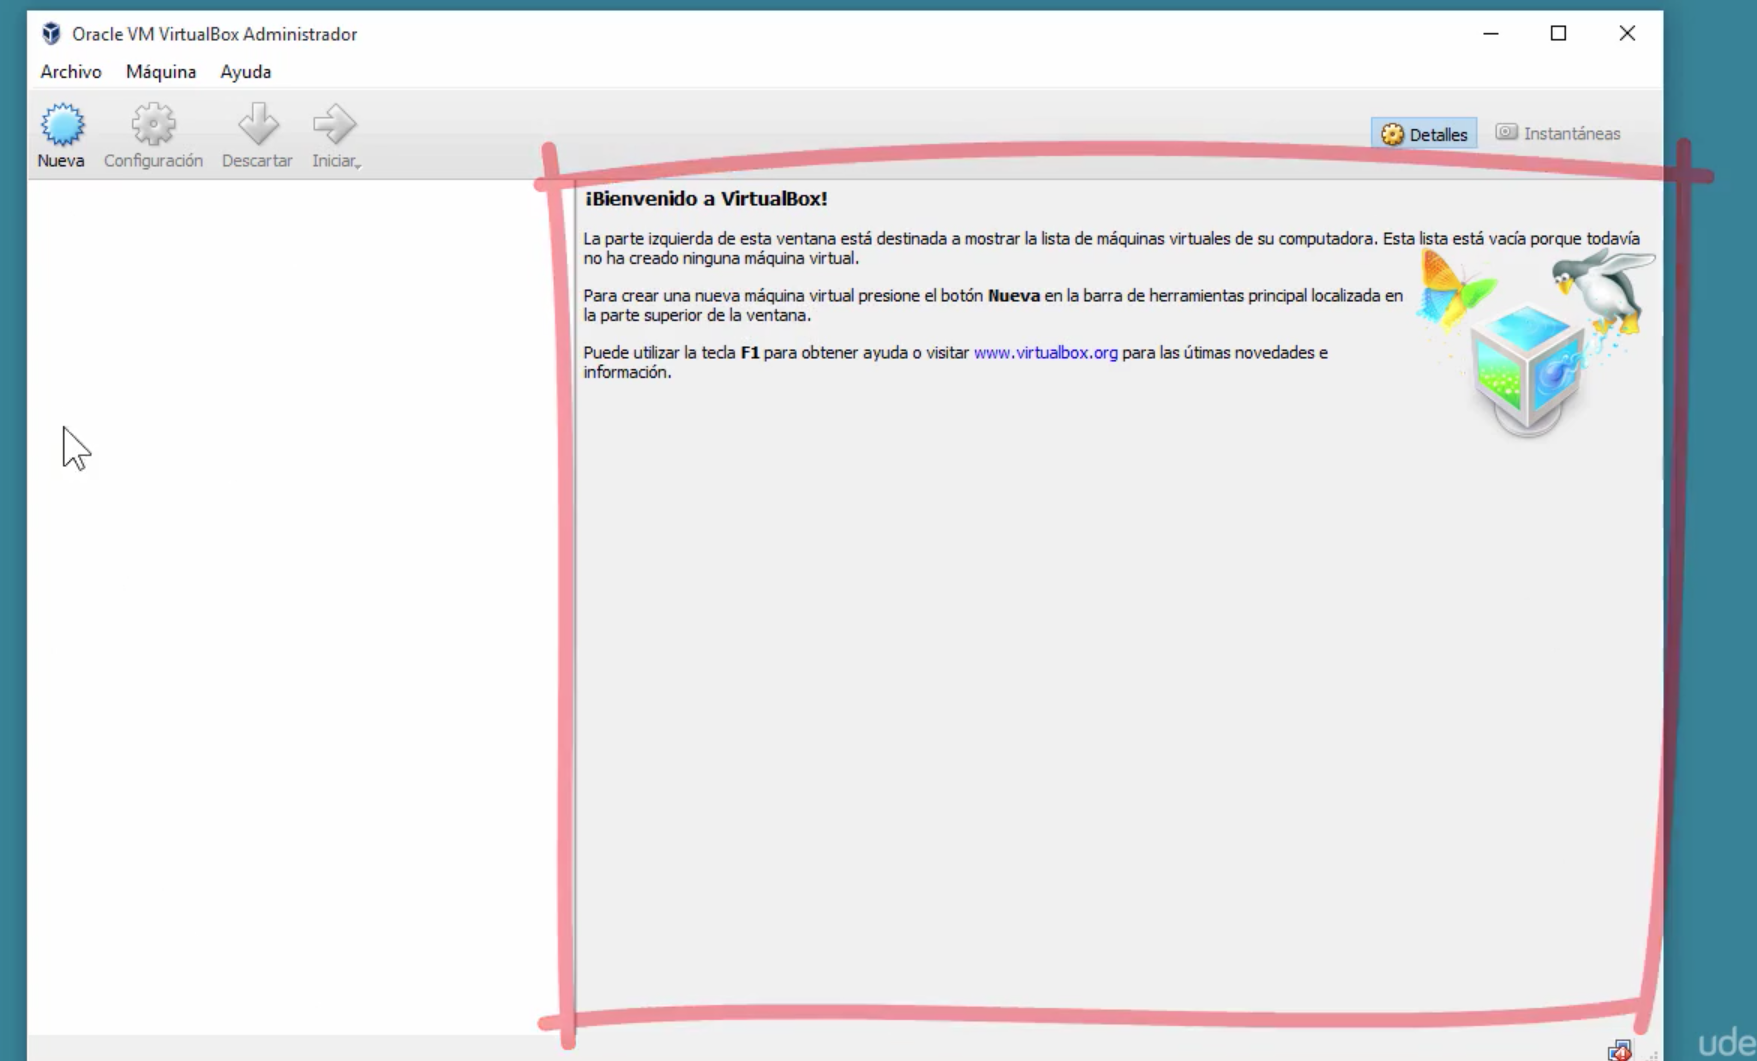 Oracle VM VirtualBox Administrador
Archivo Máquina Ayuda
Nueva Configuración Descartar Iniciar
Detalles Instantáneas
¡Bienvenido a VirtualBox!
La parte izquierda de esta ventana está destinada a mostrar la lista de máquinas virtuales de su computadora. Esta lista está vacía porque todavía
no ha creado ninguna máquina virtual.
Para crear una nueva máquina virtual presione el botón Nueva en la barra de herramientas principal localizada en
la parte superior de la ventana.
Puede utilizar la tecla F1 para obtener ayuda o visitar www.virtualbox.org para las útimas novedades e
información.
ude